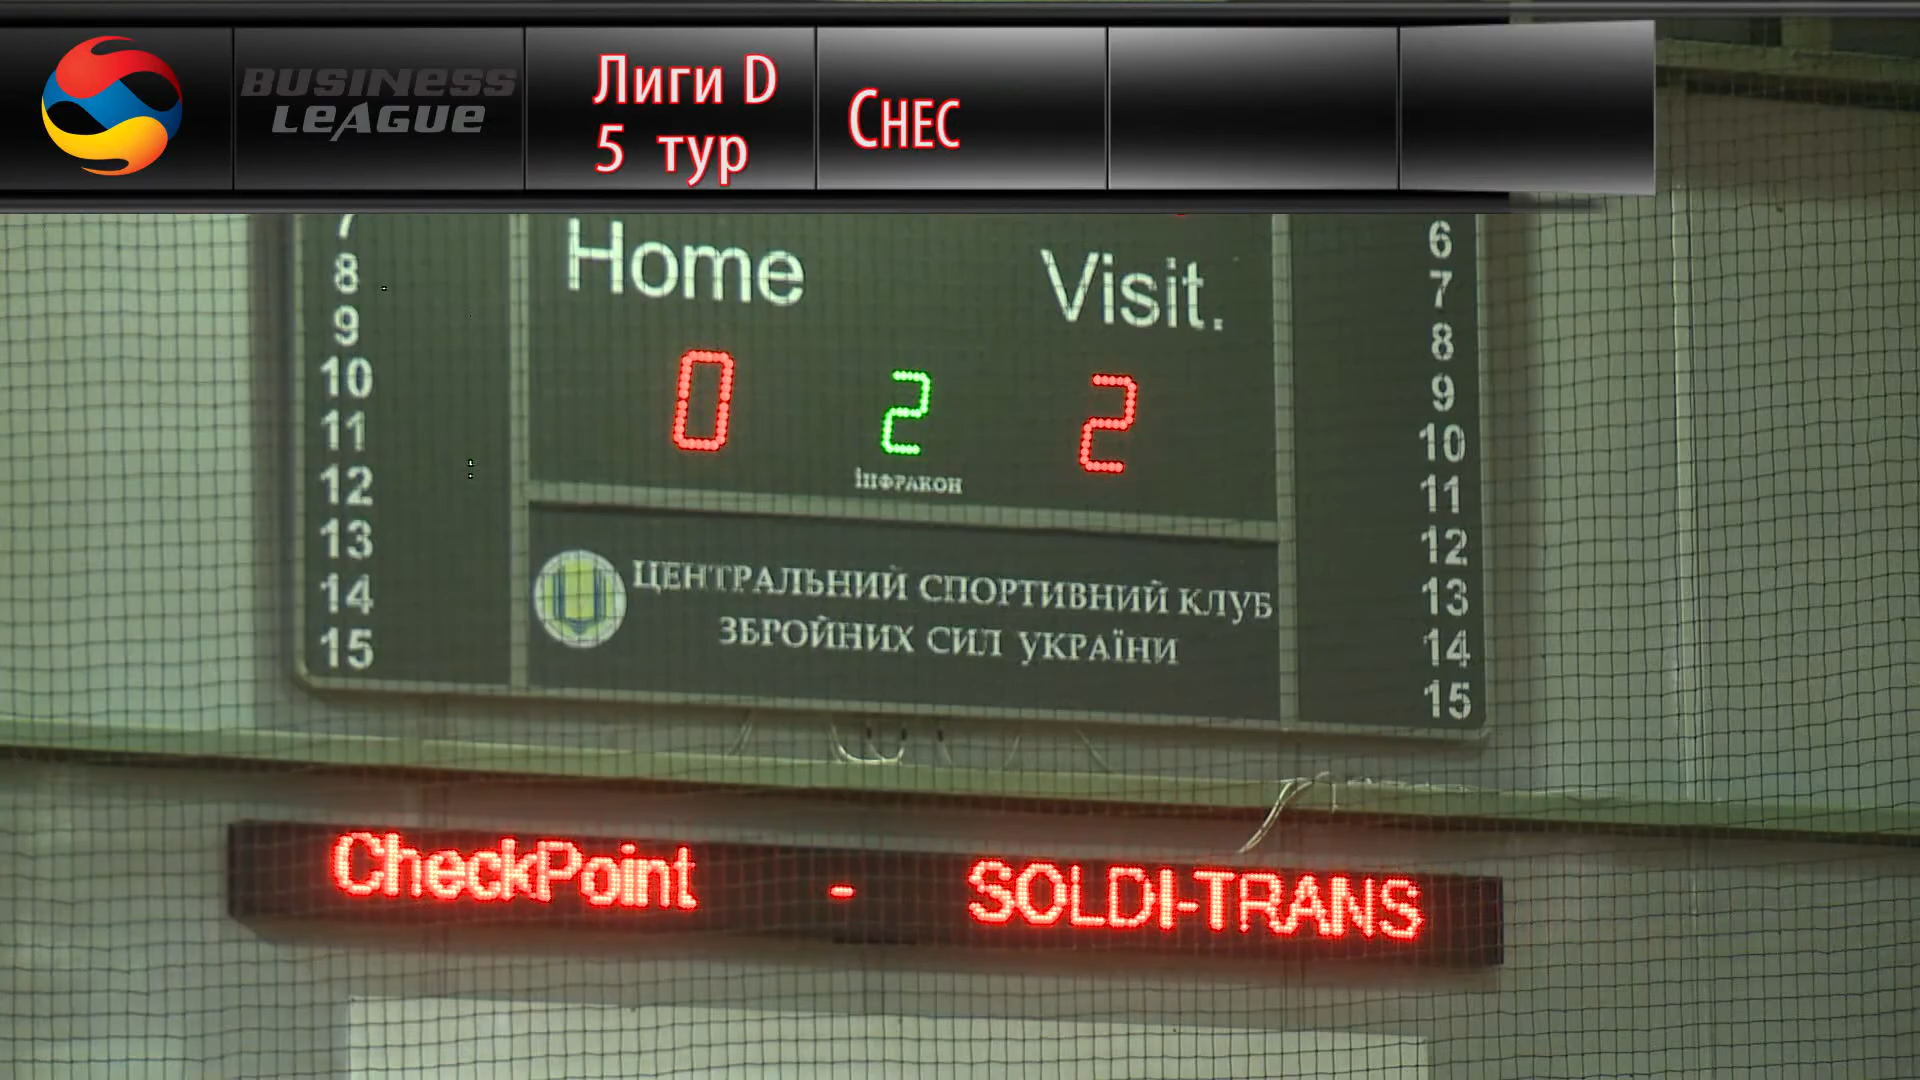 BUSINESS
LEAGUE
Лиги D
5 тур
CHEC
Home
Visit.
0
2
2
інфракон
7
8
9
10
11
12
13
14
15
6
7
8
9
10
11
12
13
14
15
ЦЕНТРАЛЬНИЙ СПОРТИВНИЙ КЛУБ
ЗБРОЙНИХ СИЛ УКРАЇНИ
CheckPoint - SOLDI-TRANS